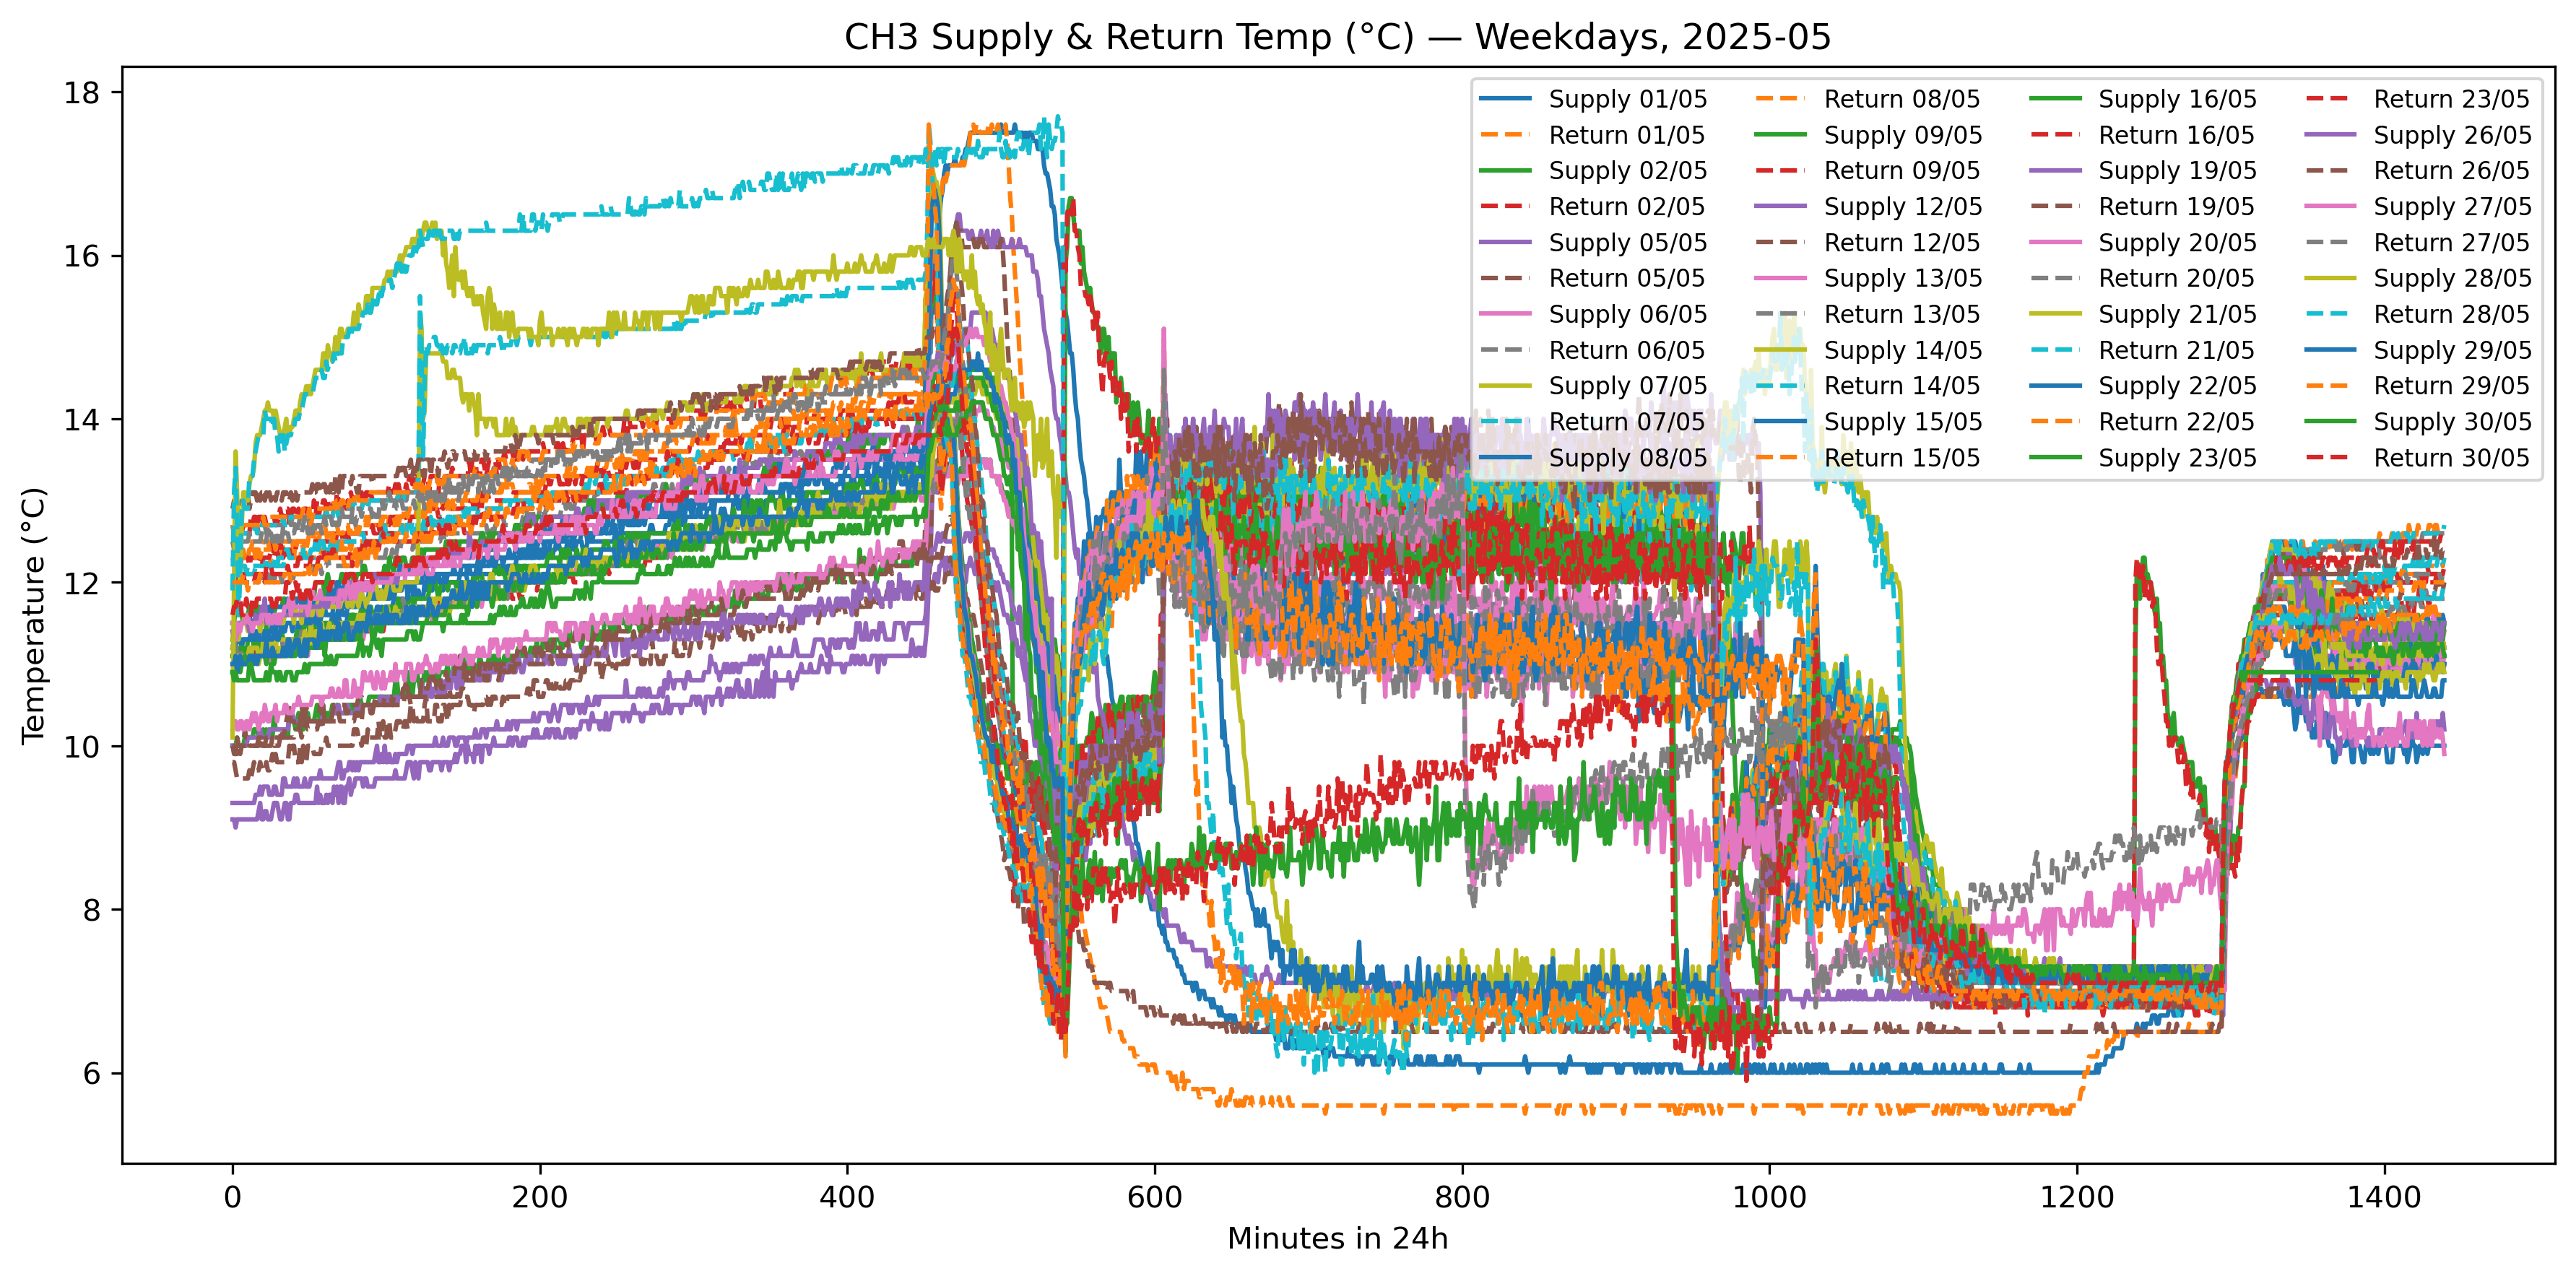 CH3 Supply & Return Temp (°C) — Weekdays, 2025-05
Temperature (°C)
18
16
14
12
10
8
6
0 200 400 600 800 1000 1200 1400
Minutes in 24h
Supply 01/05
Return 01/05
Supply 02/05
Return 02/05
Supply 05/05
Return 05/05
Supply 06/05
Return 06/05
Supply 07/05
Return 07/05
Supply 08/05
Return 08/05
Supply 09/05
Return 09/05
Supply 12/05
Return 12/05
Supply 13/05
Return 13/05
Supply 14/05
Return 14/05
Supply 15/05
Return 15/05
Supply 16/05
Return 16/05
Supply 19/05
Return 19/05
Supply 20/05
Return 20/05
Supply 21/05
Return 21/05
Supply 22/05
Return 22/05
Supply 23/05
Return 23/05
Supply 26/05
Return 26/05
Supply 27/05
Return 27/05
Supply 28/05
Return 28/05
Supply 29/05
Return 29/05
Supply 30/05
Return 30/05